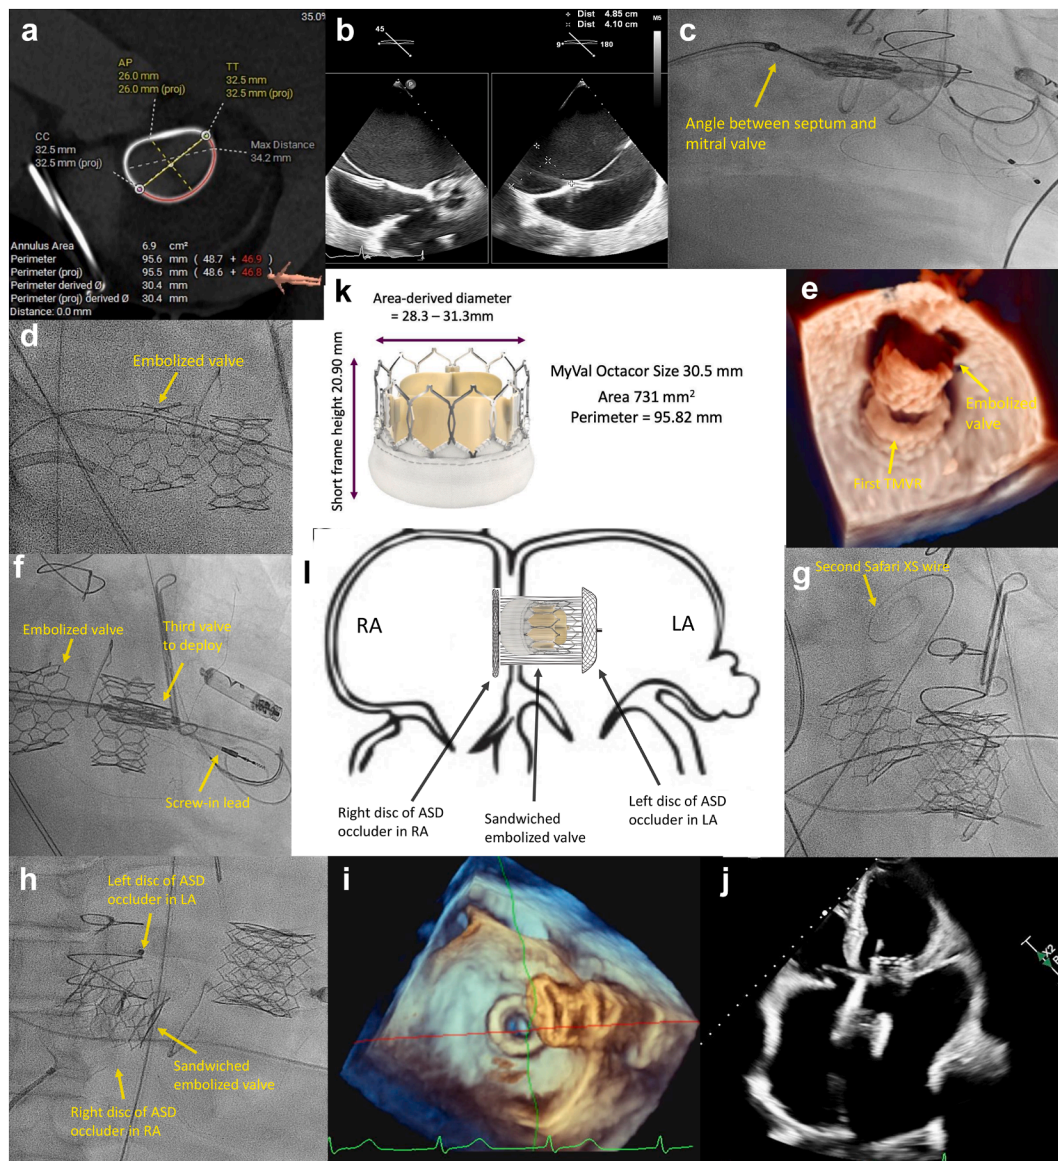 a
35.0%
AP
26.0 mm
26.0 mm (proj)
TT
32.5 mm
32.5 mm (proj)
CC
32.5 mm
32.5 mm (proj)
Max Distance
34.2 mm
Annulus Area 6.9 cm²
Perimeter 95.6 mm ( 48.7 + 46.9 )
Perimeter (proj) 95.5 mm ( 48.6 + 46.8 )
Perimeter derived Ø 30.4 mm
Perimeter (proj) derived Ø 30.4 mm
Distance: 0.0 mm
b
Dist 4.85 cm
Dist 4.10 cm
M5
45
9
180
c
Angle between septum and
mitral valve
d
Embolized valve
k
Area-derived diameter
= 28.3 – 31.3mm
Short frame height 20.90 mm
MyVal Octacor Size 30.5 mm
Area 731 mm²
Perimeter = 95.82 mm
e
Embolized
valve
First TMVR
f
Embolized valve
Third valve
to deploy
Screw-in lead
l
RA
LA
Right disc of ASD
occluder in RA
Sandwiched
embolized valve
Left disc of ASD
occluder in LA
g
Second Safari XS wire
h
Left disc of ASD
occluder in LA
Sandwiched
embolized valve
Right disc of ASD
occluder in RA
i
j
X2